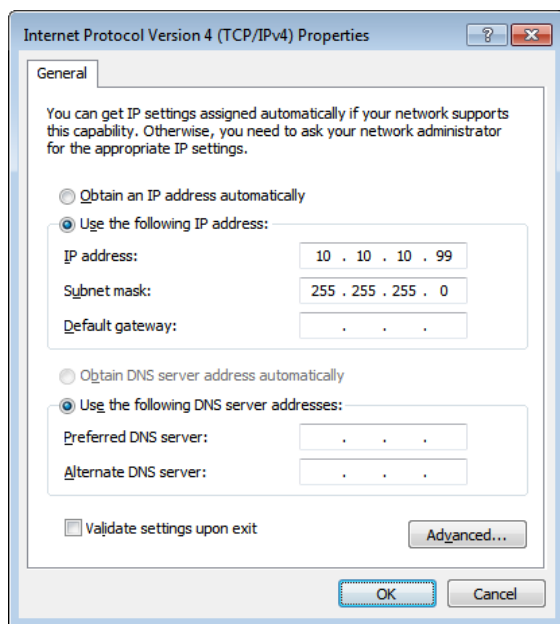 Internet Protocol Version 4 (TCP/IPv4) Properties
?
General
You can get IP settings assigned automatically if your network supports
this capability. Otherwise, you need to ask your network administrator
for the appropriate IP settings.
Obtain an IP address automatically
Use the following IP address:
IP address: 10 . 10 . 10 . 99
Subnet mask: 255 . 255 . 255 . 0
Default gateway: . . .
Obtain DNS server address automatically
Use the following DNS server addresses:
Preferred DNS server: . . .
Alternate DNS server: . . .
Validate settings upon exit
Advanced...
OK Cancel